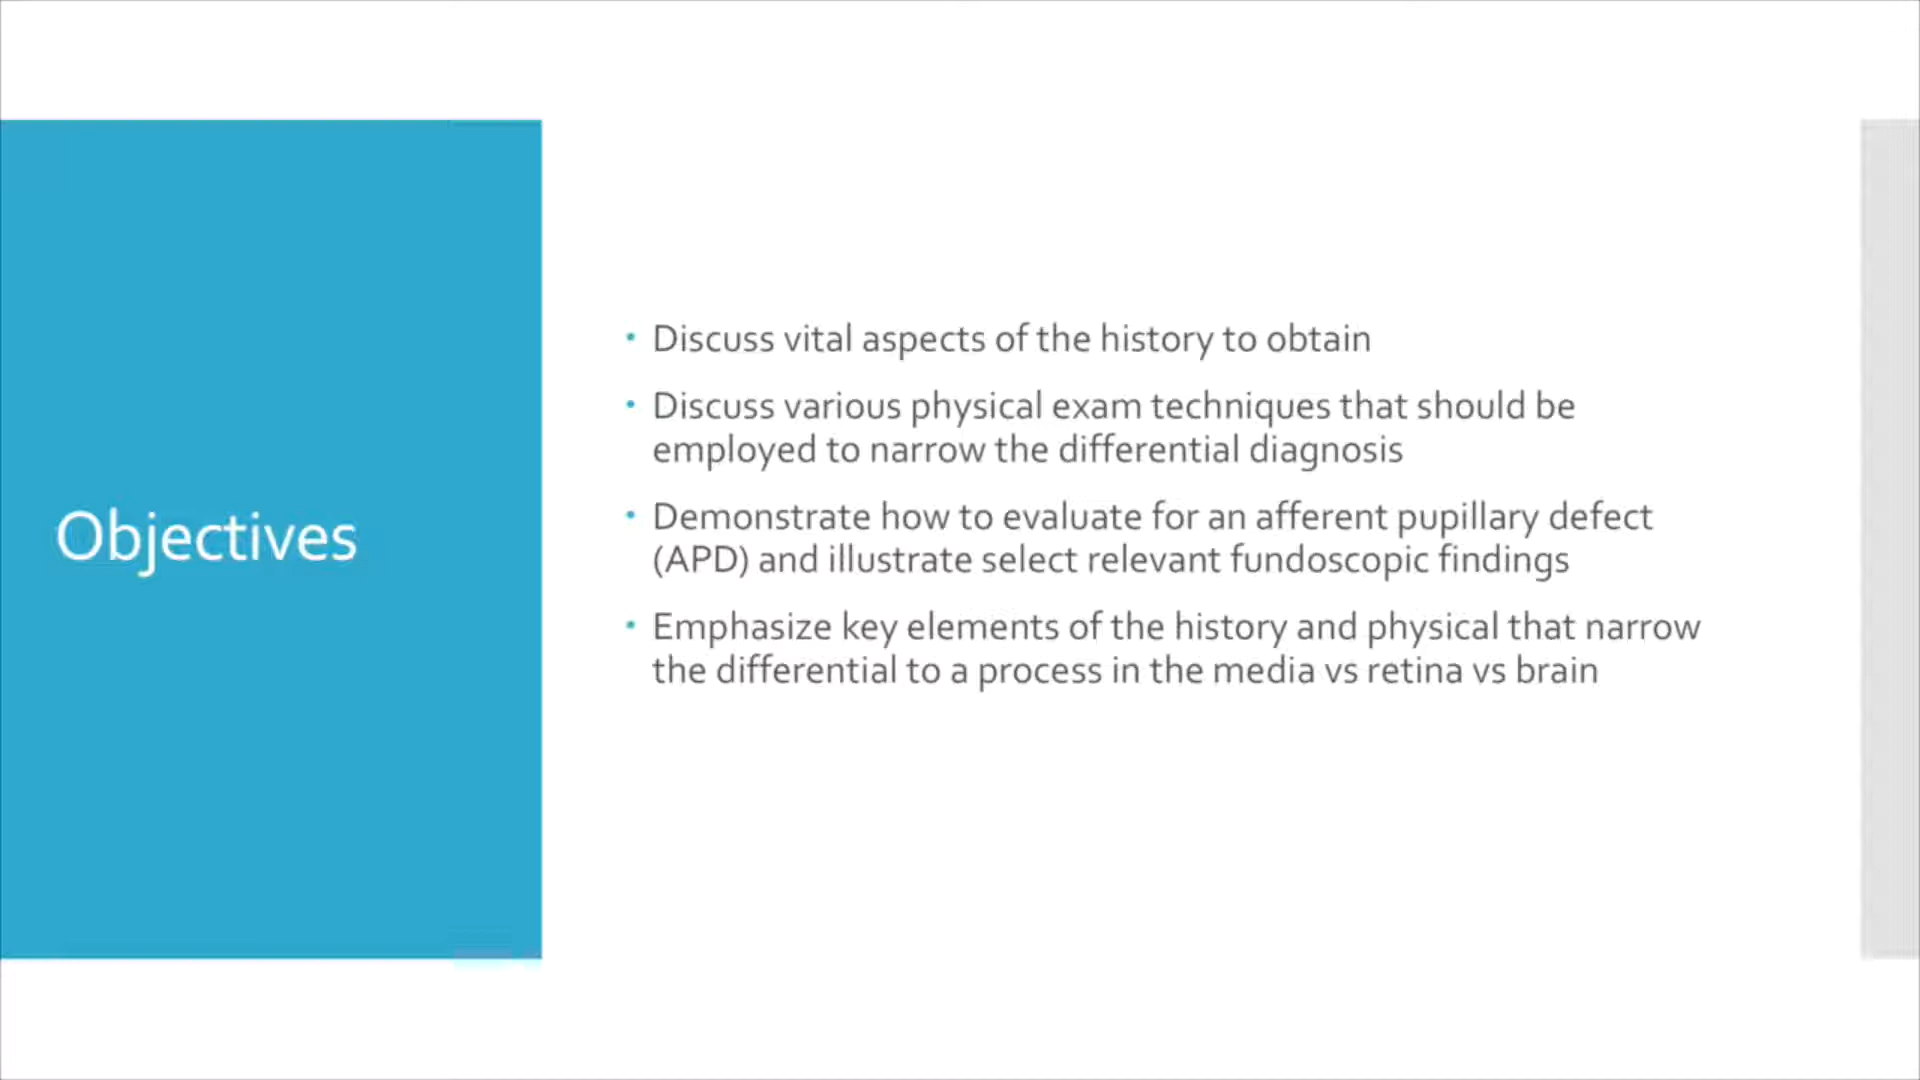 Objectives
• Discuss vital aspects of the history to obtain
• Discuss various physical exam techniques that should be
employed to narrow the differential diagnosis
• Demonstrate how to evaluate for an afferent pupillary defect
(APD) and illustrate select relevant fundoscopic findings
• Emphasize key elements of the history and physical that narrow
the differential to a process in the media vs retina vs brain